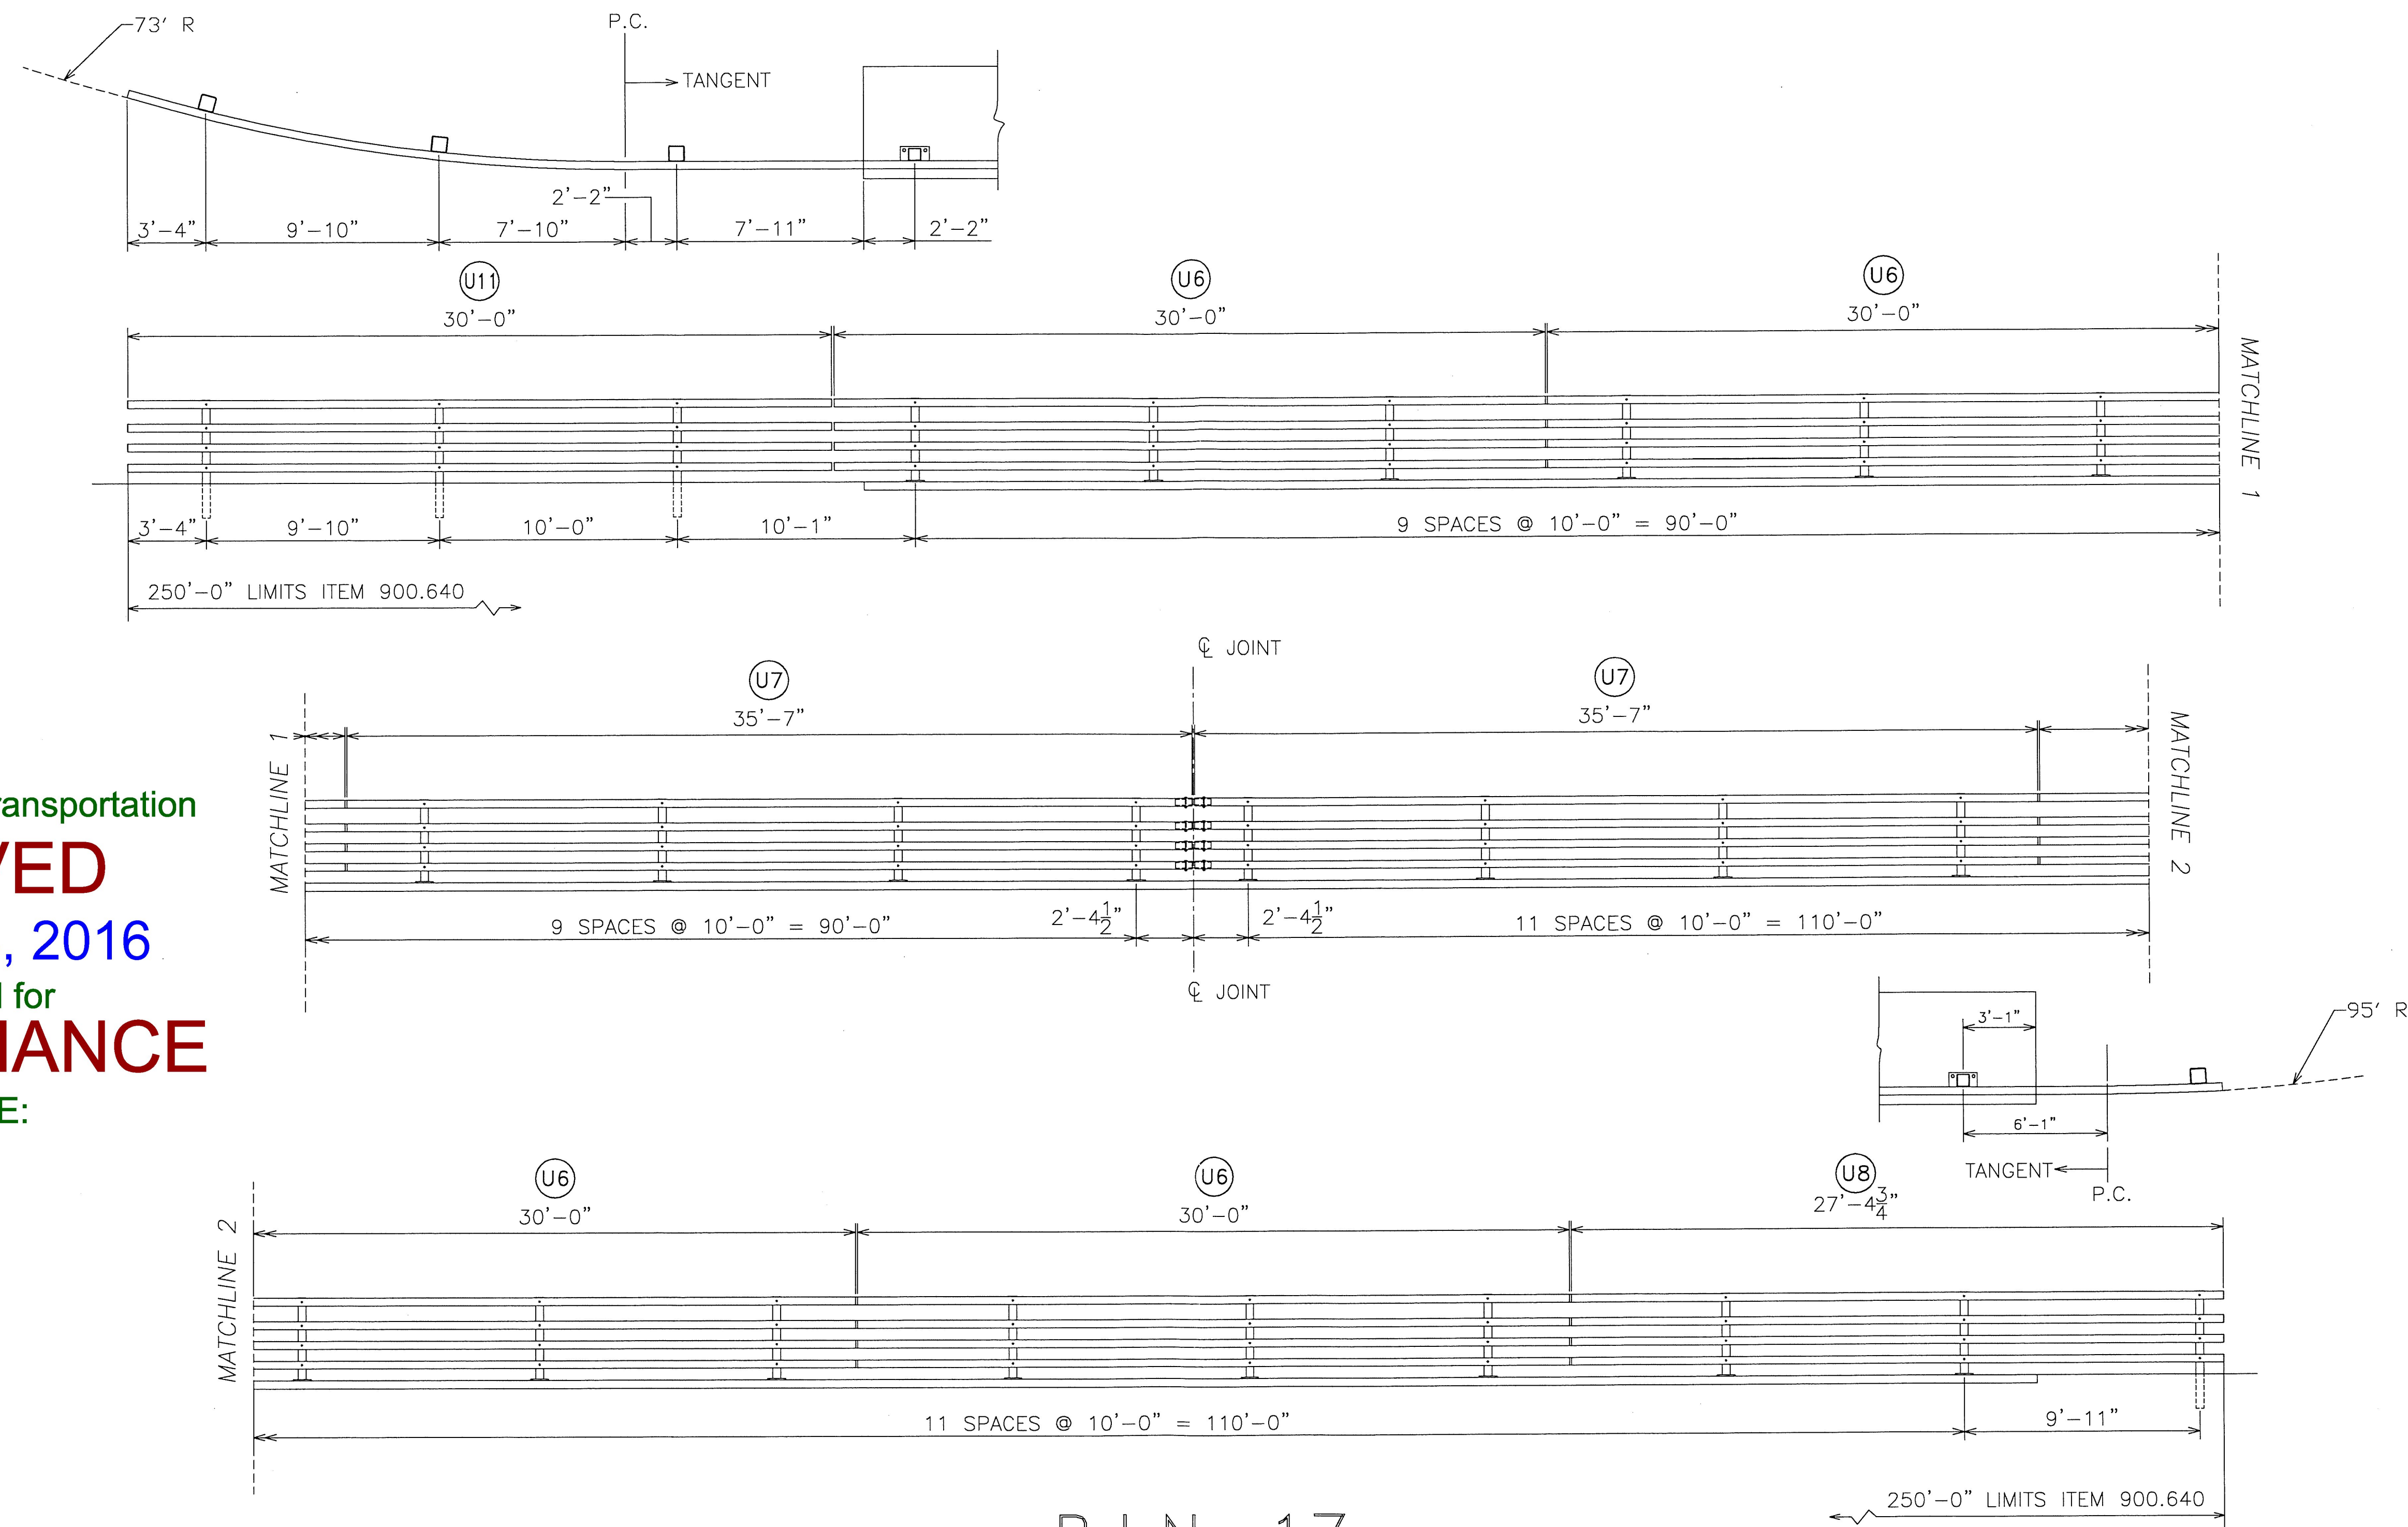 73' R
P.C.
TANGENT
2'-2"
3'-4"
9'-10"
7'-10"
7'-11"
2'-2"
U11
30'-0"
U6
30'-0"
U6
30'-0"
MATCHLINE 1
3'-4"
9'-10"
10'-0"
10'-1"
9 SPACES @ 10'-0" = 90'-0"
250'-0" LIMITS ITEM 900.640
℄ JOINT
U7
35'-7"
U7
35'-7"
MATCHLINE 1
MATCHLINE 2
9 SPACES @ 10'-0" = 90'-0"
2'-4½"
2'-4½"
11 SPACES @ 10'-0" = 110'-0"
℄ JOINT
ransportation
VED
, 2016
for
IANCE
E:
3'-1"
95' R
6'-1"
TANGENT
P.C.
MATCHLINE 2
U6
30'-0"
U6
30'-0"
U8
27'-4¾"
11 SPACES @ 10'-0" = 110'-0"
9'-11"
250'-0" LIMITS ITEM 900.640